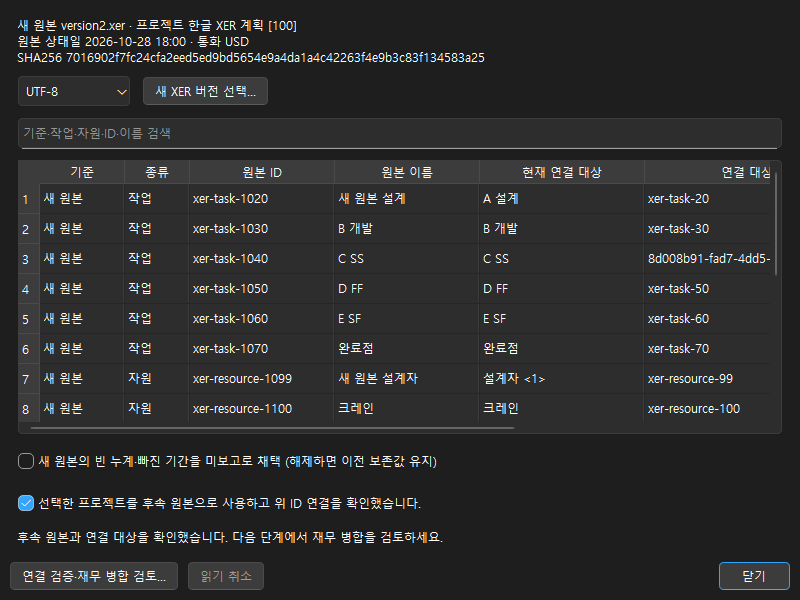 새 원본 version2.xer · 프로젝트 한글 XER 계획 [100]
원본 상태일 2026-10-28 18:00 · 통화 USD
SHA256 7016902f7fc24cfa2eed5ed9bd5654e9a4da1a4c42263f4e9b3c83f134583a25
UTF-8 새 XER 버전 선택...
기준·작업·자원·ID·이름 검색
기준 종류 원본 ID 원본 이름 현재 연결 대상 연결 대상
1 새 원본 작업 xer-task-1020 새 원본 설계 A 설계 xer-task-20
2 새 원본 작업 xer-task-1030 B 개발 B 개발 xer-task-30
3 새 원본 작업 xer-task-1040 C SS C SS 8d008b91-fad7-4dd5-
4 새 원본 작업 xer-task-1050 D FF D FF xer-task-50
5 새 원본 작업 xer-task-1060 E SF E SF xer-task-60
6 새 원본 작업 xer-task-1070 완료점 완료점 xer-task-70
7 새 원본 자원 xer-resource-1099 새 원본 설계자 설계자 <1> xer-resource-99
8 새 원본 자원 xer-resource-1100 크레인 크레인 xer-resource-100
새 원본의 빈 누계·빠진 기간을 미보고로 채택 (해제하면 이전 보존값 유지)
선택한 프로젝트를 후속 원본으로 사용하고 위 ID 연결을 확인했습니다.
후속 원본과 연결 대상을 확인했습니다. 다음 단계에서 재무 병합을 검토하세요.
연결 검증·재무 병합 검토... 읽기 취소 닫기